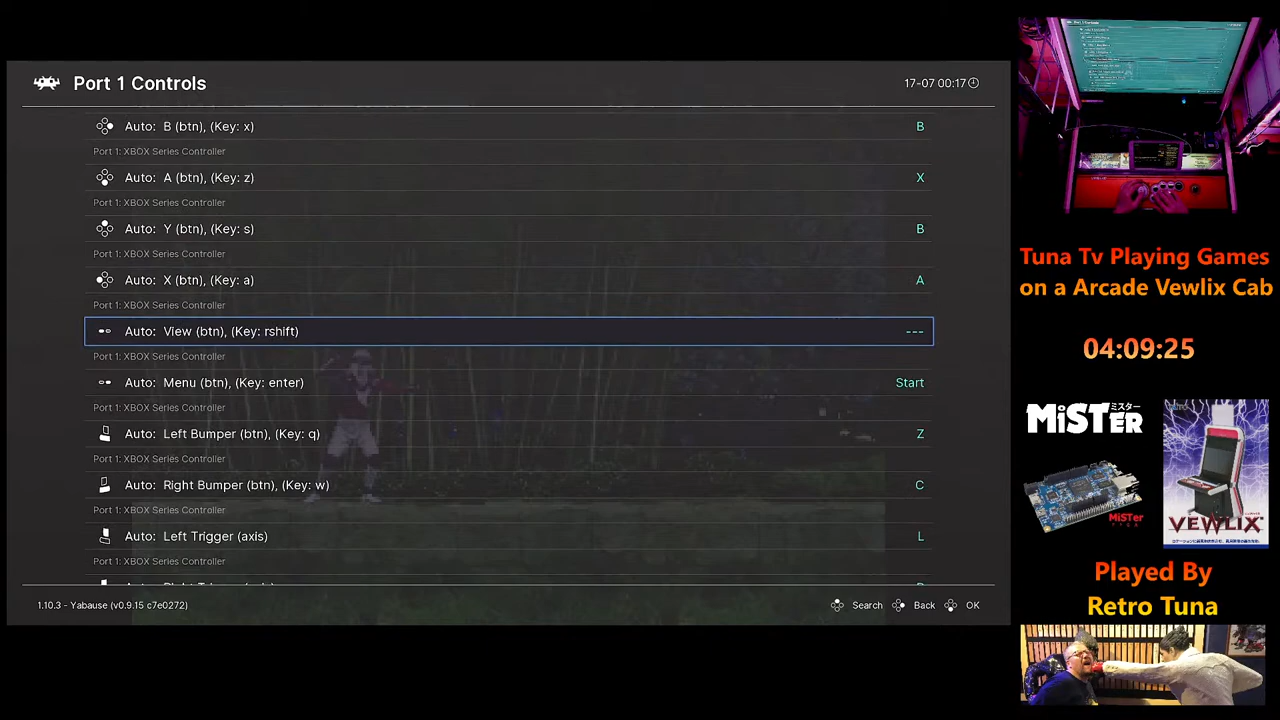 Port 1 Controls
17-07 00:17
Auto: B (btn), (Key: x)
B
Port 1: XBOX Series Controller
Auto: A (btn), (Key: z)
X
Port 1: XBOX Series Controller
Auto: Y (btn), (Key: s)
B
Port 1: XBOX Series Controller
Auto: X (btn), (Key: a)
A
Port 1: XBOX Series Controller
Auto: View (btn), (Key: rshift)
---
Port 1: XBOX Series Controller
Auto: Menu (btn), (Key: enter)
Start
Port 1: XBOX Series Controller
Auto: Left Bumper (btn), (Key: q)
Z
Port 1: XBOX Series Controller
Auto: Right Bumper (btn), (Key: w)
C
Port 1: XBOX Series Controller
Auto: Left Trigger (axis)
L
Port 1: XBOX Series Controller
1.10.3 - Yabause (v0.9.15 c7e0272)
Search
Back
OK
Tuna Tv Playing Games
on a Arcade Vewlix Cab
04:09:25
MiSTer
ミスター
MiSTer
VEWLIX
Played By
Retro Tuna